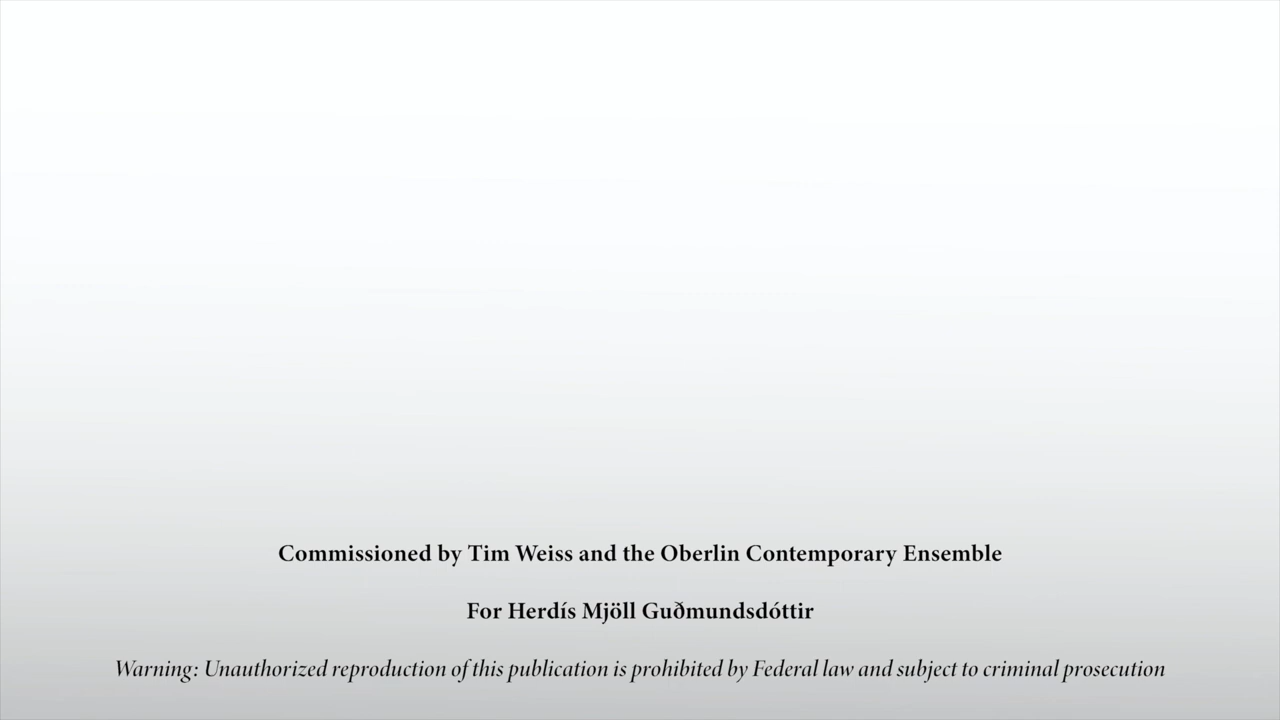 Commissioned by Tim Weiss and the Oberlin Contemporary Ensemble
For Herdís Mjöll Guðmundsdóttir
Warning: Unauthorized reproduction of this publication is prohibited by Federal law and subject to criminal prosecution